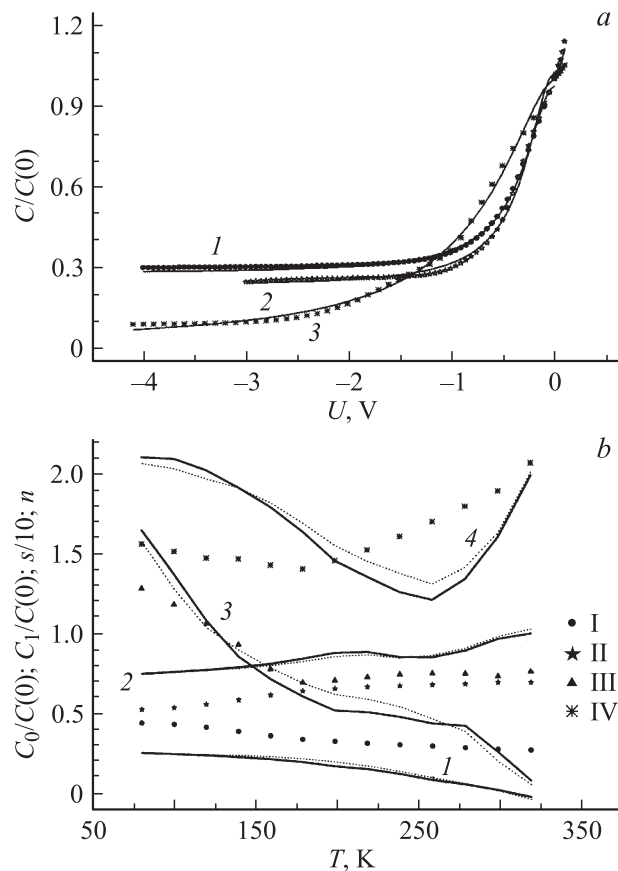 a
1.2
0.9
0.6
0.3
0
C/C(0)
1
2
3
–4
–3
–2
–1
0
U, V
b
2.0
1.5
1.0
0.5
0
C₀/C(0); C₁/C(0); s/10; n
4
3
2
1
I
II
III
IV
50
150
250
350
T, K